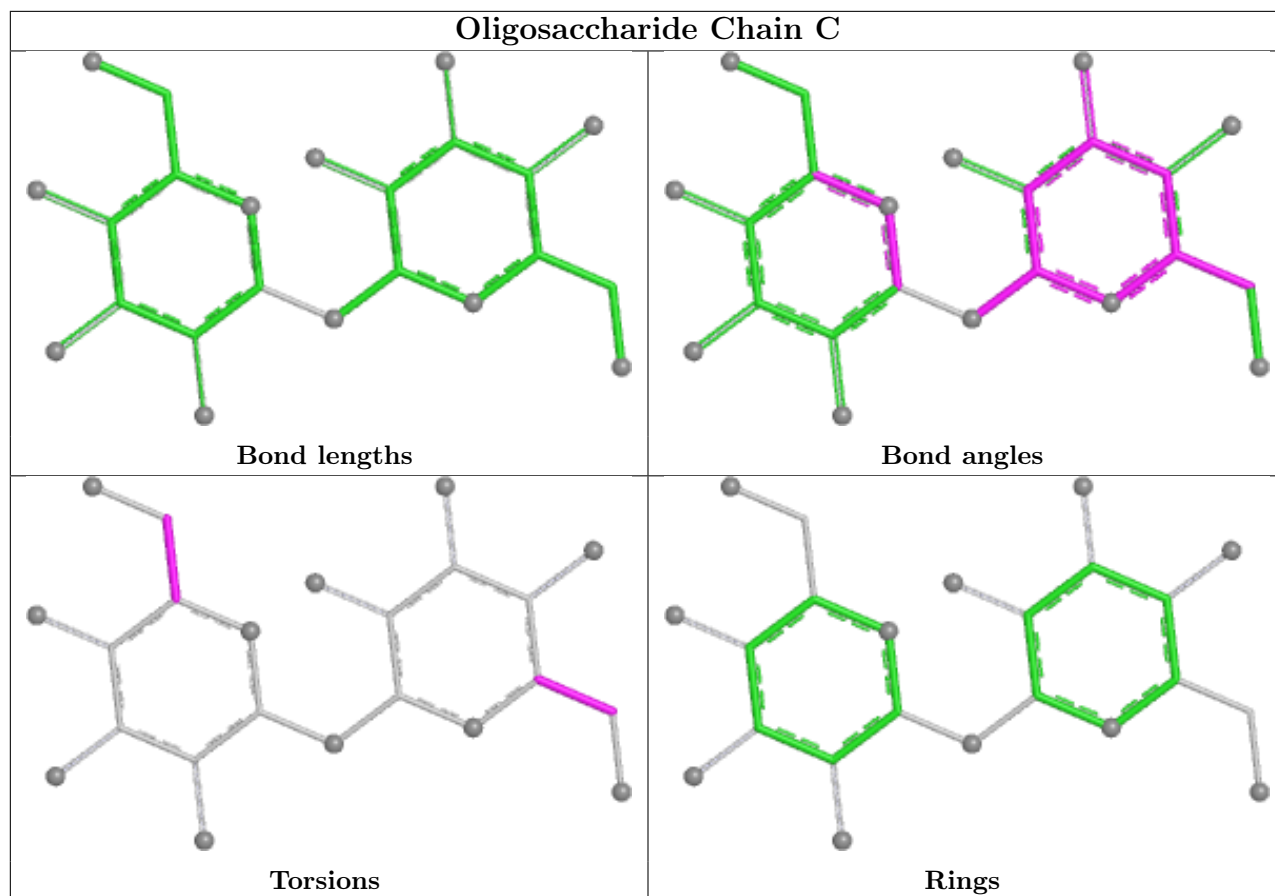 Oligosaccharide Chain C
Bond lengths
Bond angles
Torsions
Rings